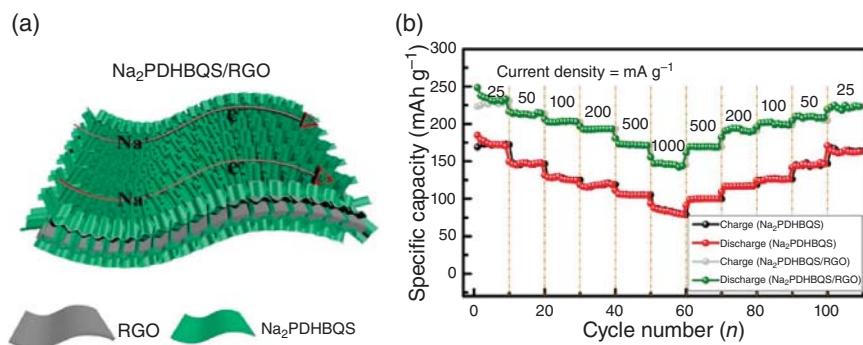 (a)
Na₂PDHBQS/RGO
Na
e
Na
e
RGO
Na₂PDHBQS
(b)
300
250
200
150
100
50
0
Specific capacity (mAh g⁻¹)
Current density = mA g⁻¹
25
50
100
200
500
1000
500
200
100
50
25
Charge (Na₂PDHBQS)
Discharge (Na₂PDHBQS)
Charge (Na₂PDHBQS/RGO)
Discharge (Na₂PDHBQS/RGO)
0 20 40 60 80 100
Cycle number (n)